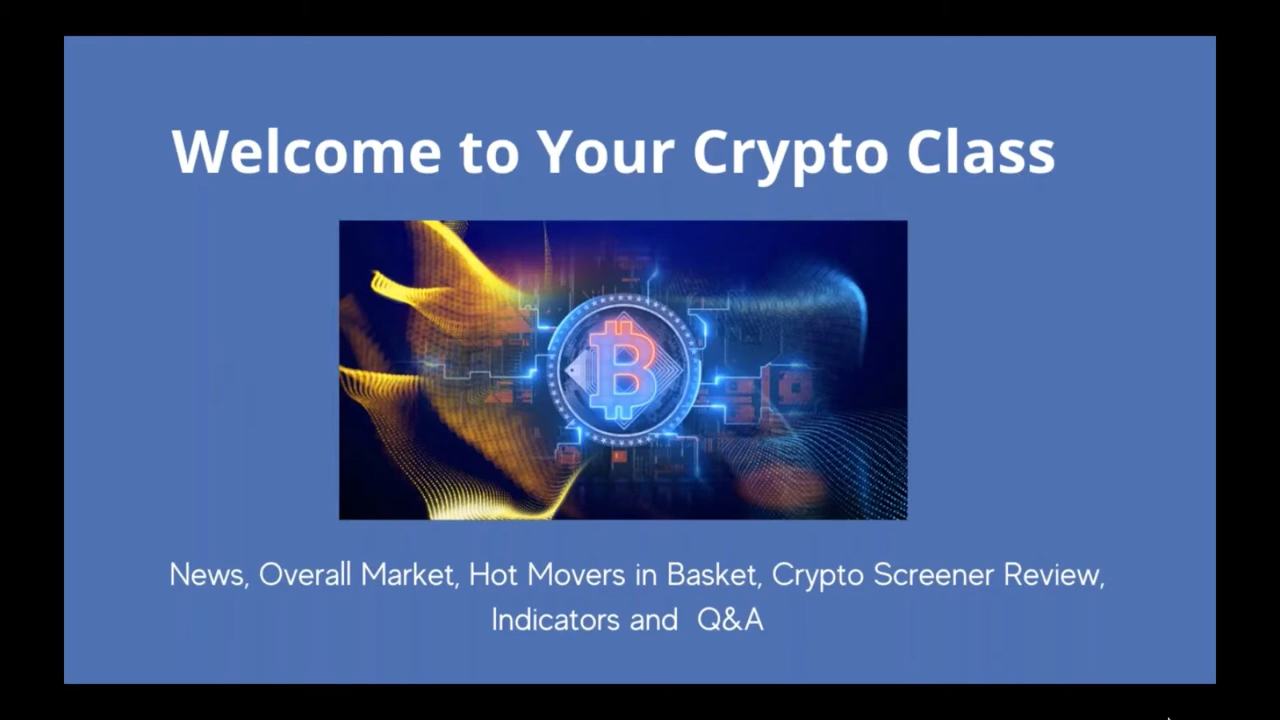 Welcome to Your Crypto Class
News, Overall Market, Hot Movers in Basket, Crypto Screener Review,
Indicators and  Q&A